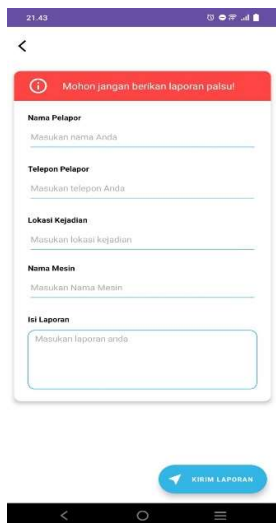 21.43
Mohon jangan berikan laporan palsu!
Nama Pelapor
Masukan nama Anda
Telepon Pelapor
Masukan telepon Anda
Lokasi Kejadian
Masukan lokasi kejadian
Nama Mesin
Masukan Nama Mesin
Isi Laporan
Masukan laporan anda
KIRIM LAPORAN